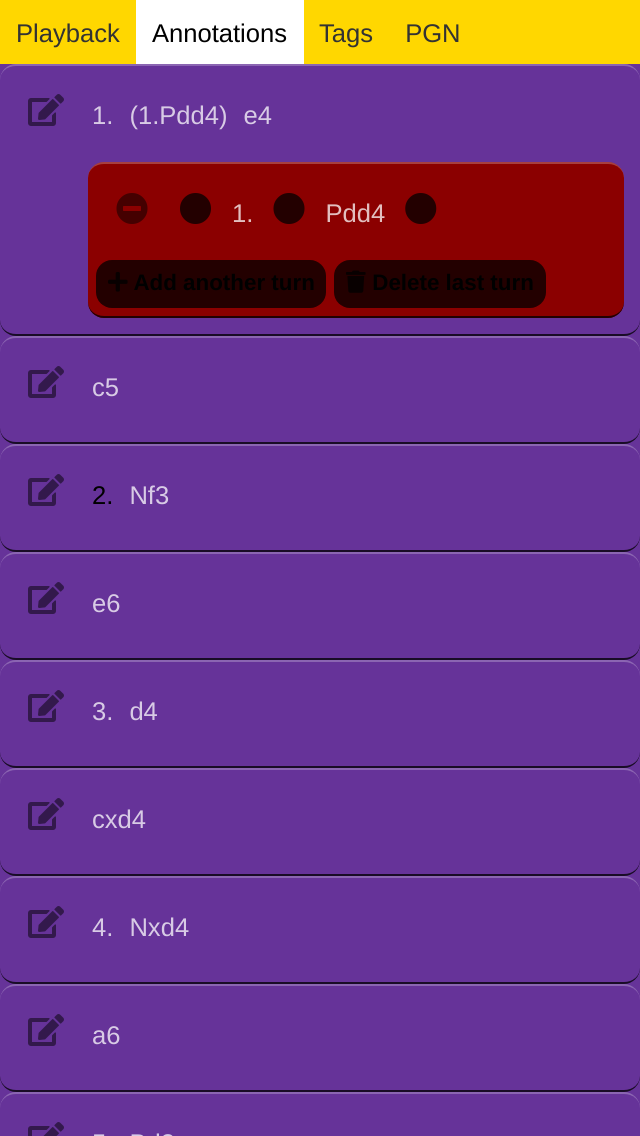 Playback Annotations Tags PGN
1. (1.Pdd4) e4
1. Pdd4
Add another turn Delete last turn
c5
2. Nf3
e6
3. d4
cxd4
4. Nxd4
a6